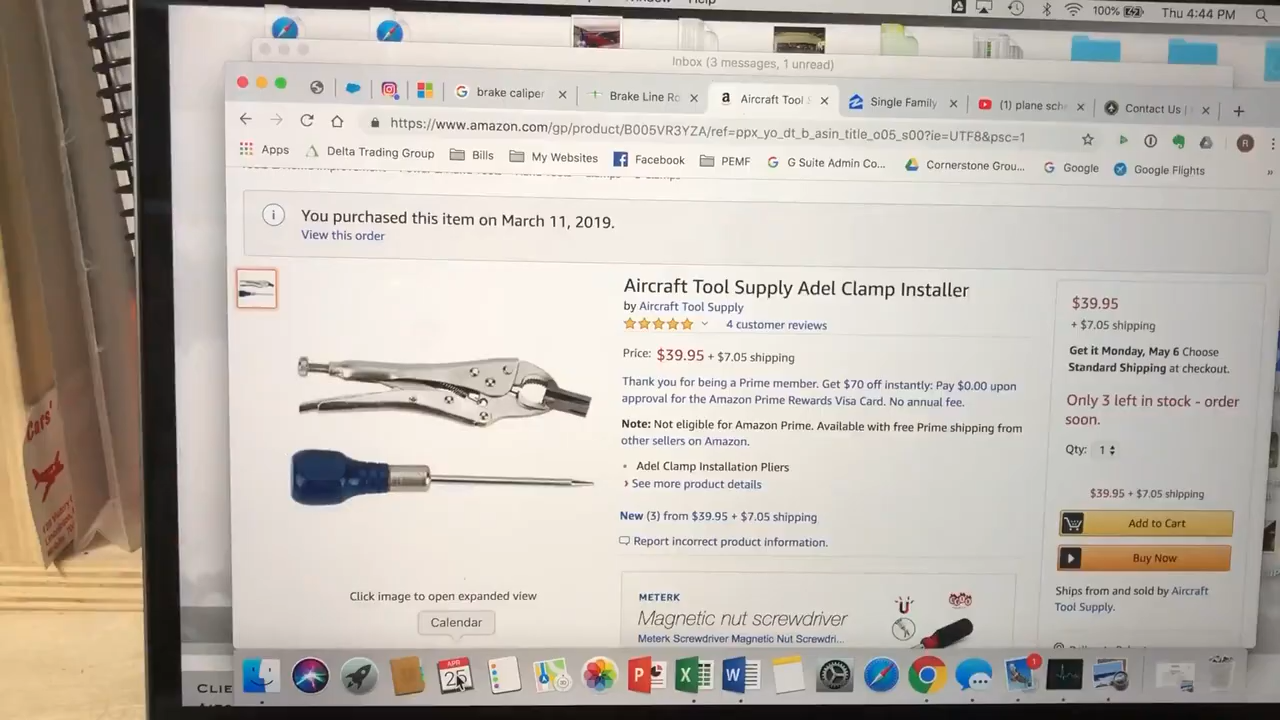 Help
100%
Thu 4:44 PM
Inbox (3 messages, 1 unread)
brake caliper
Brake Line Ro
Aircraft Tool S
Single Family
(1) plane sch
Contact Us |
https://www.amazon.com/gp/product/B005VR3YZA/ref=ppx_yo_dt_b_asin_title_o05_s00?ie=UTF8&psc=1
Apps
Delta Trading Group
Bills
My Websites
Facebook
PEMF
G Suite Admin Co...
Cornerstone Grou...
Google
Google Flights
You purchased this item on March 11, 2019.
View this order
Aircraft Tool Supply Adel Clamp Installer
by Aircraft Tool Supply
4 customer reviews
Price: $39.95 + $7.05 shipping
Thank you for being a Prime member. Get $70 off instantly: Pay $0.00 upon
approval for the Amazon Prime Rewards Visa Card. No annual fee.
Note: Not eligible for Amazon Prime. Available with free Prime shipping from
other sellers on Amazon.
• Adel Clamp Installation Pliers
› See more product details
New (3) from $39.95 + $7.05 shipping
Report incorrect product information.
Click image to open expanded view
Calendar
METERK
Magnetic nut screwdriver
Meterk Screwdriver Magnetic Nut Screwdri...
$39.95
+ $7.05 shipping
Get it Monday, May 6 Choose
Standard Shipping at checkout.
Only 3 left in stock - order
soon.
Qty: 1
$39.95 + $7.05 shipping
Add to Cart
Buy Now
Ships from and sold by Aircraft
Tool Supply.
Cars'
APR
CLIE